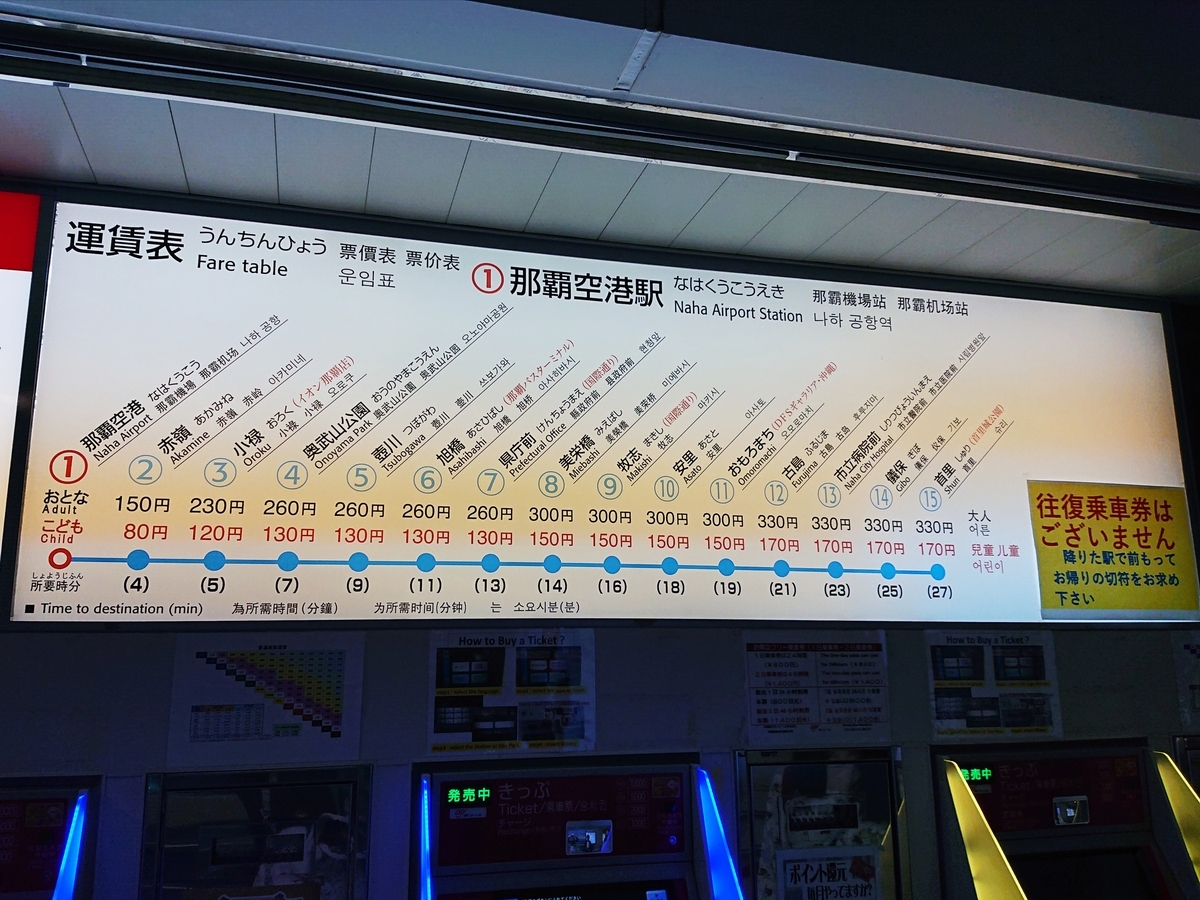 運賃表 うんちんひょう Fare table 票價表 票价表 운임표
① 那覇空港駅 なはくうこうえき Naha Airport Station 那霸機場站 那霸机场站 나하 공항역
① 那覇空港 なはくうこう Naha Airport 那霸機場 那霸机场 나하 공항
② 赤嶺 あかみね Akamine 赤嶺 赤岭 아카미네
③ 小禄 おろく (イオン那覇店) Oroku 小祿 小禄 오로쿠
④ 奥武山公園 おうのやまこうえん Onoyama Park 奧武山公園 奥武山公园 오노야마공원
⑤ 壺川 つぼがわ Tsubogawa 壺川 壶川 쓰보가와
⑥ 旭橋 あさひばし (那覇バスターミナル) Asahibashi 旭橋 旭桥 아사히바시
⑦ 県庁前 けんちょうまえ (国際通り) Prefectural Office 縣政府前 县政府前 현청앞
⑧ 美栄橋 みえばし Miebashi 美榮橋 美荣桥 미에바시
⑨ 牧志 まきし (国際通り) Makishi 牧志 마키시
⑩ 安里 あさと Asato 安里 아사토
⑪ おもろまち (DFSギャラリア・沖縄) Omoromachi 오모로마치
⑫ 古島 ふるじま Furujima 古島 古岛 후루지마
⑬ 市立病院前 しりつびょういんまえ Naha City Hospital 市立醫院前 市立医院前 시립병원앞
⑭ 儀保 ぎぼ Gibo 儀保 仪保 기보
⑮ 首里 しゅり (首里城公園) Shuri 首里 슈리
おとな Adult 150円 230円 260円 260円 260円 260円 300円 300円 300円 300円 330円 330円 330円 330円 大人 어른
こども Child 80円 120円 130円 130円 130円 130円 150円 150円 150円 150円 170円 170円 170円 170円 兒童 儿童 어린이
しょようじふん
所要時分 (4) (5) (7) (9) (11) (13) (14) (16) (18) (19) (21) (23) (25) (27)
■ Time to destination (min) 為所需時間 (分鐘) 为所需时间(分钟) 는 소요시분(분)
往復乗車券は
ございません
降りた駅で前もって
お帰りの切符をお求め
下さい
How to Buy a Ticket ?
How to Buy a Ticket ?
発売中 きっぷ
Ticket
発売中 きっぷ
ポイント還元
毎月やってますか?